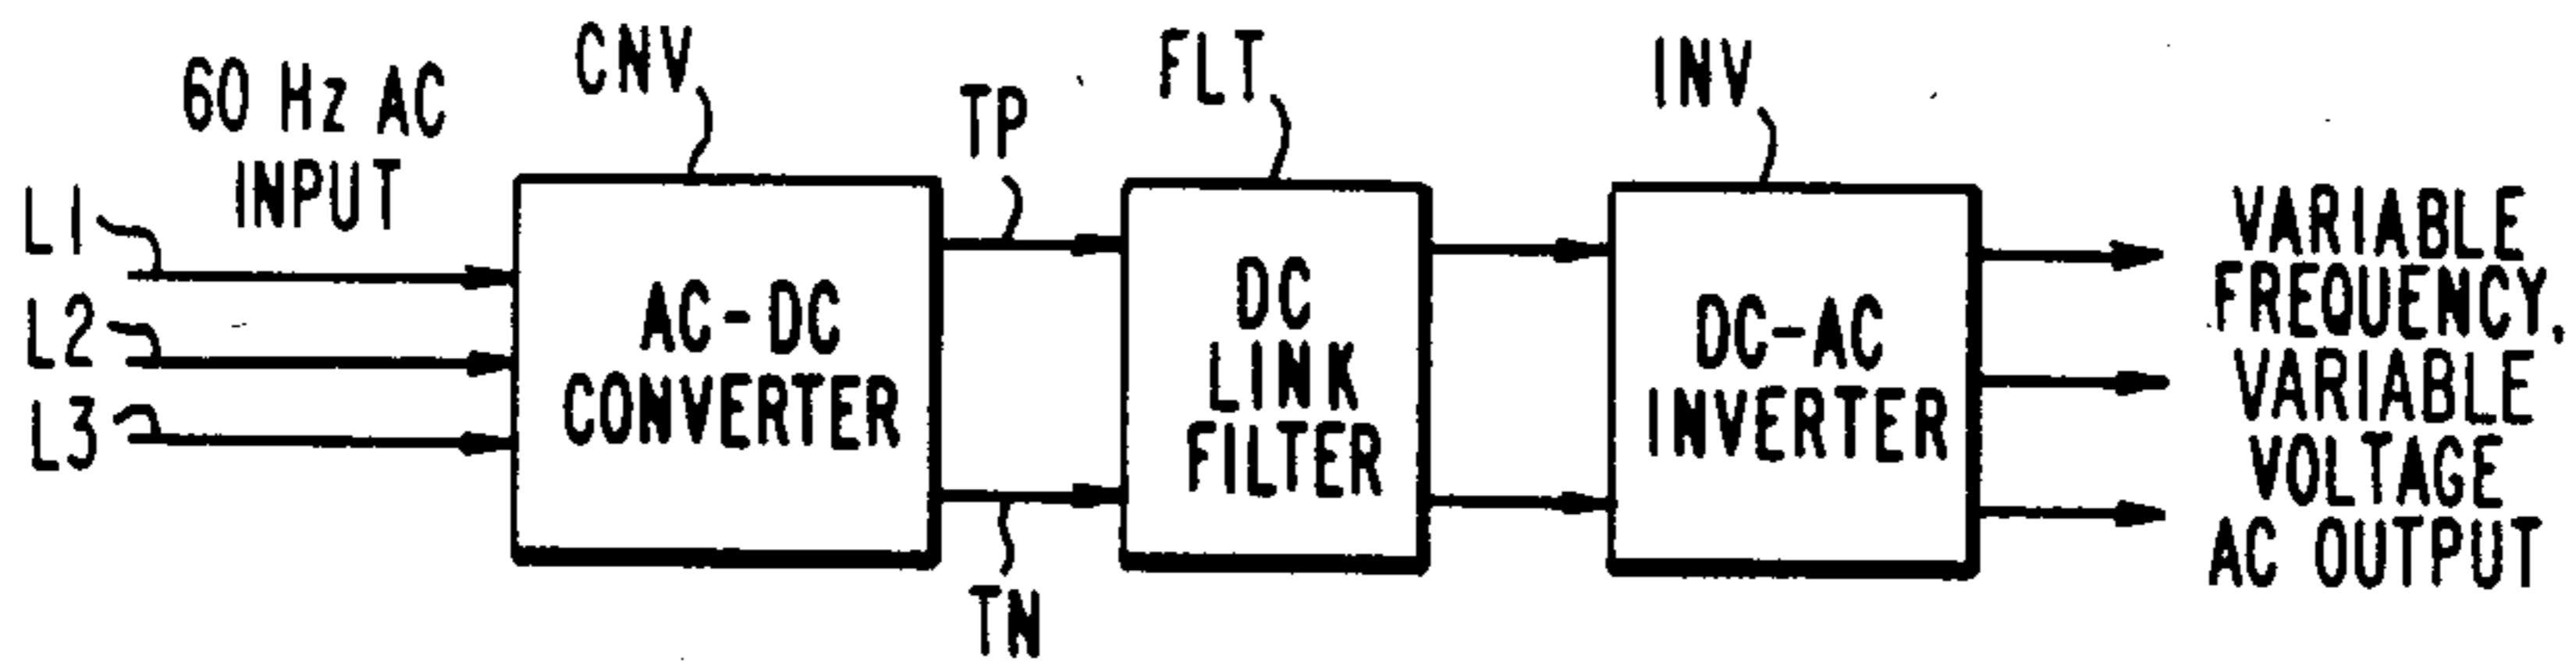 60 Hz AC
INPUT
L1
L2
L3
CNV
AC-DC
CONVERTER
TP
TN
FLT
DC
LINK
FILTER
INV
DC-AC
INVERTER
VARIABLE
FREQUENCY,
VARIABLE
VOLTAGE
AC OUTPUT